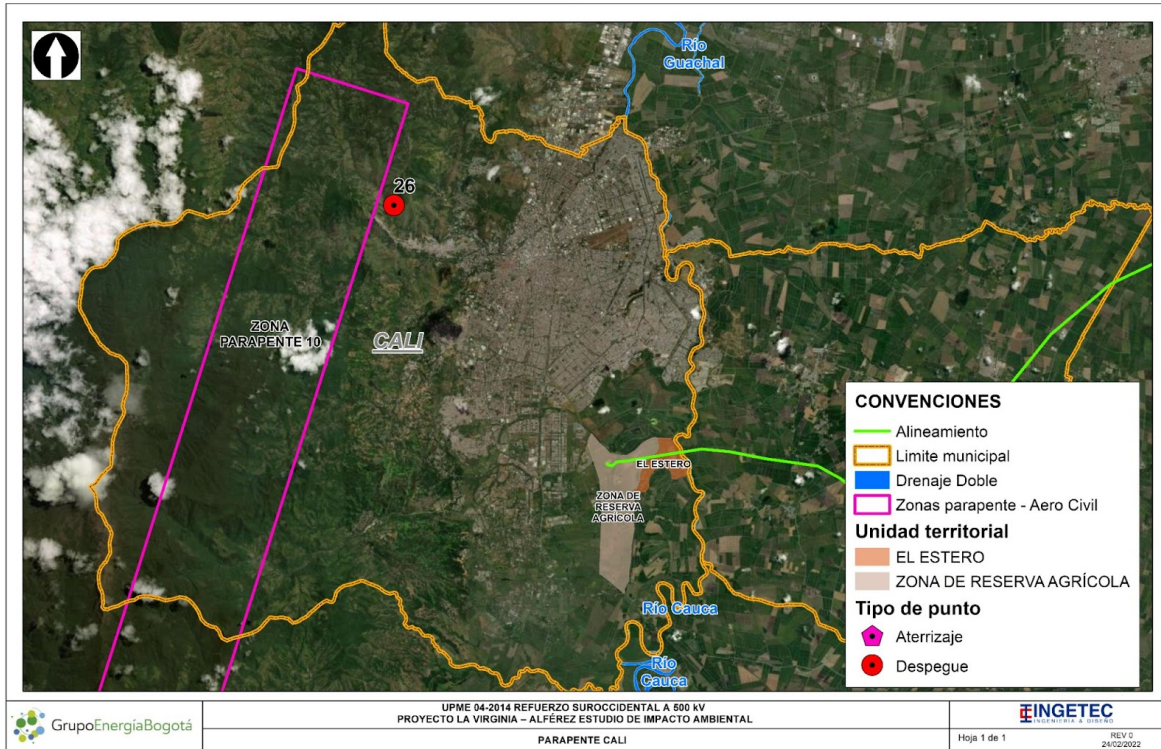 Río
Guachal
26
ZONA
PARAPENTE 10
CALI
EL ESTERO
ZONA DE
RESERVA
AGRÍCOLA
Río Cauca
Río
Cauca
CONVENCIONES
Alineamiento
Limite municipal
Drenaje Doble
Zonas parapente - Aero Civil
Unidad territorial
EL ESTERO
ZONA DE RESERVA AGRÍCOLA
Tipo de punto
Aterrizaje
Despegue
GrupoEnergíaBogotá
UPME 04-2014 REFUERZO SUROCCIDENTAL A 500 kV
PROYECTO LA VIRGINIA – ALFÉREZ ESTUDIO DE IMPACTO AMBIENTAL
PARAPENTE CALI
INGETEC
INGENIERÍA & DISEÑO
Hoja 1 de 1
REV 0
24/02/2022